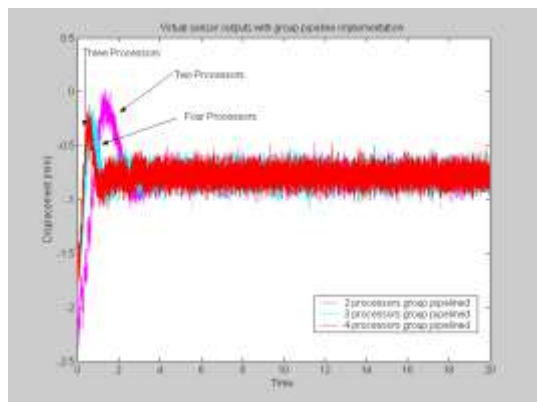 Virtual sensor outputs with group pipeline implementation
0.5
Three Processors
Two Processors
0
Four Processors
-0.5
Displacement (mm)
-1
-1.5
-2
-2.5
2 processors group pipelined
3 processors group pipelined
4 processors group pipelined
0 2 4 6 8 10 12 14 16 18 20
Time